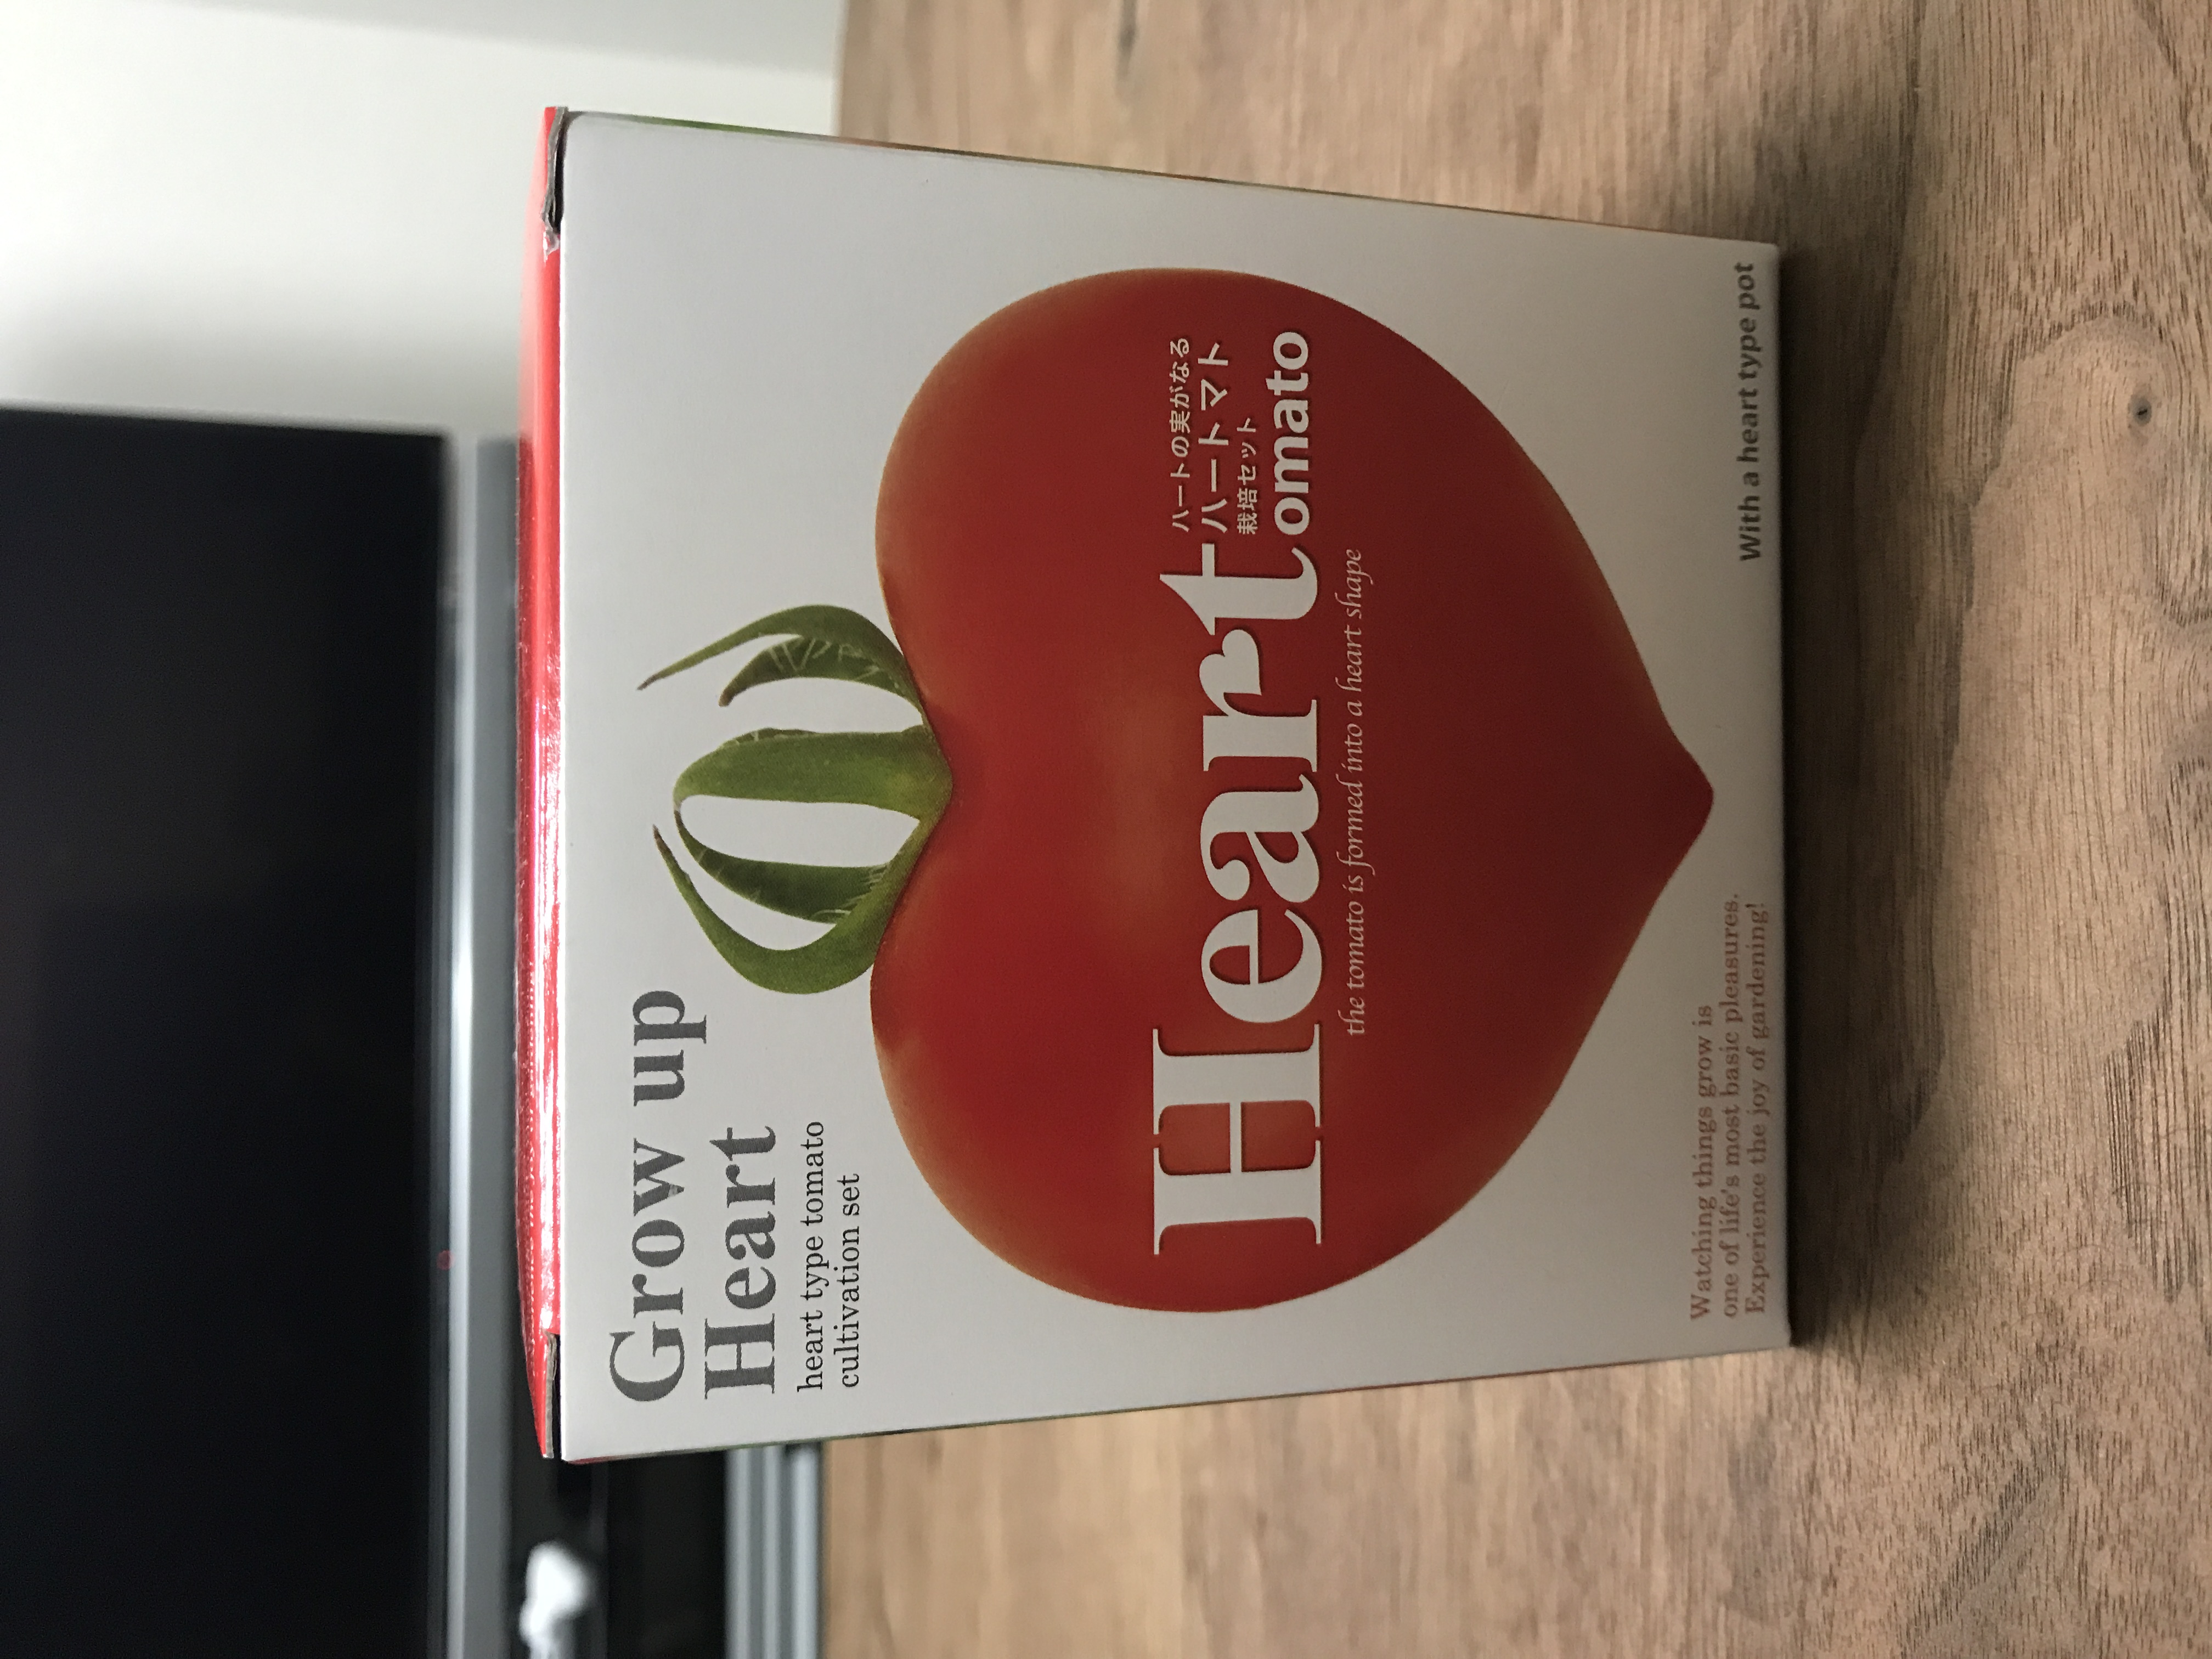 Grow up
Heart
heart type tomato
cultivation set
ハートの実がなる
ハートトマト
栽培セット
Heart tomato
the tomato is formed into a heart shape
Watching things grow is
one of life's most basic pleasures.
Experience the joy of gardening!
With a heart type pot